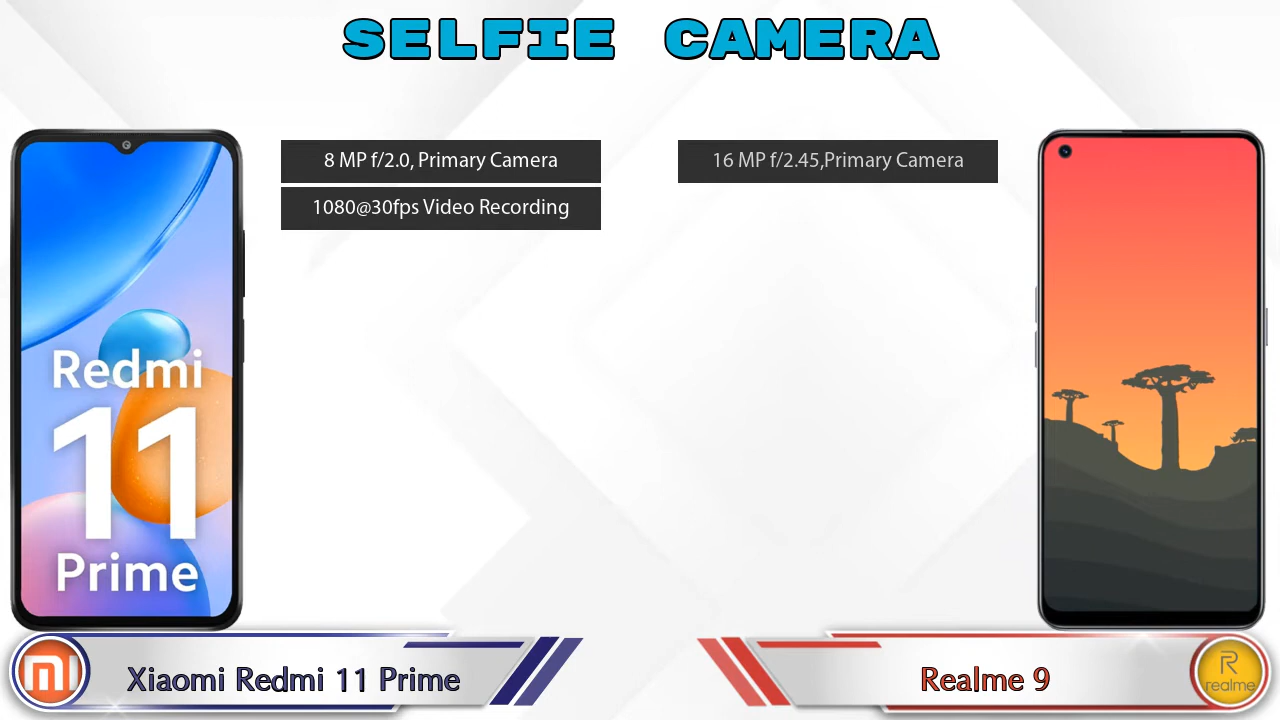 SELFIE CAMERA
8 MP f/2.0, Primary Camera
1080@30fps Video Recording
16 MP f/2.45,Primary Camera
Redmi
11
Prime
mi
Xiaomi Redmi 11 Prime
Realme 9
R
realme